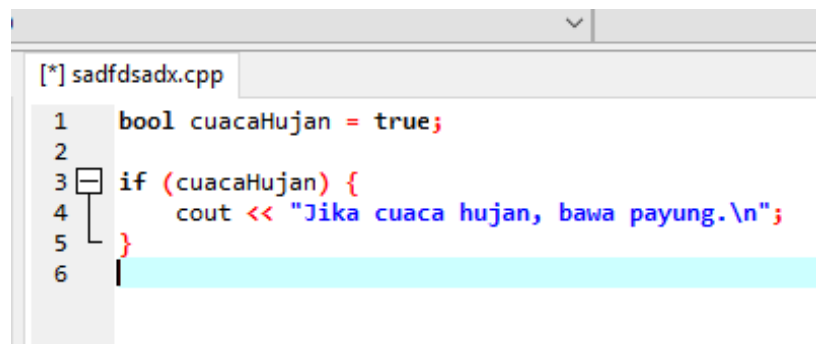 [*] sadfdsadx.cpp
1 bool cuacaHujan = true;
2
3 if (cuacaHujan) {
4 cout << "Jika cuaca hujan, bawa payung.\n";
5 }
6